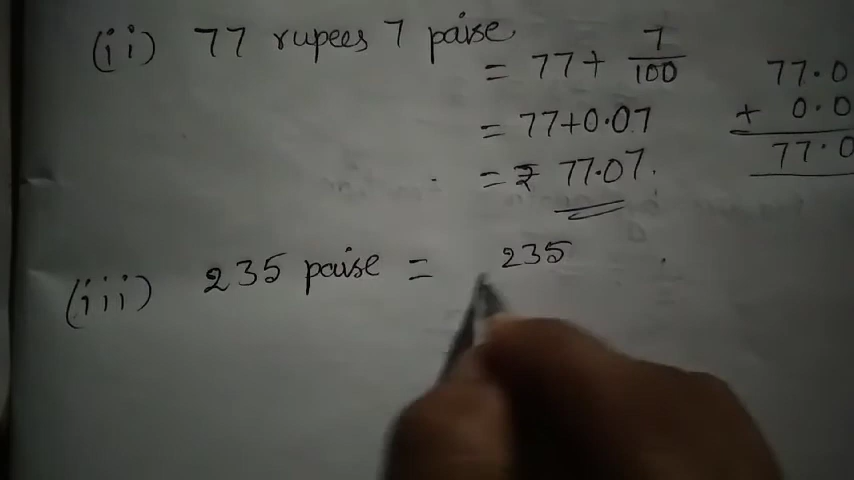 (ii) 77 rupees 7 paise
= 77 + 7/100
= 77+0.07
= ₹ 77.07.
77.0
+ 0.0
77.0
(iii) 235 paise = 235